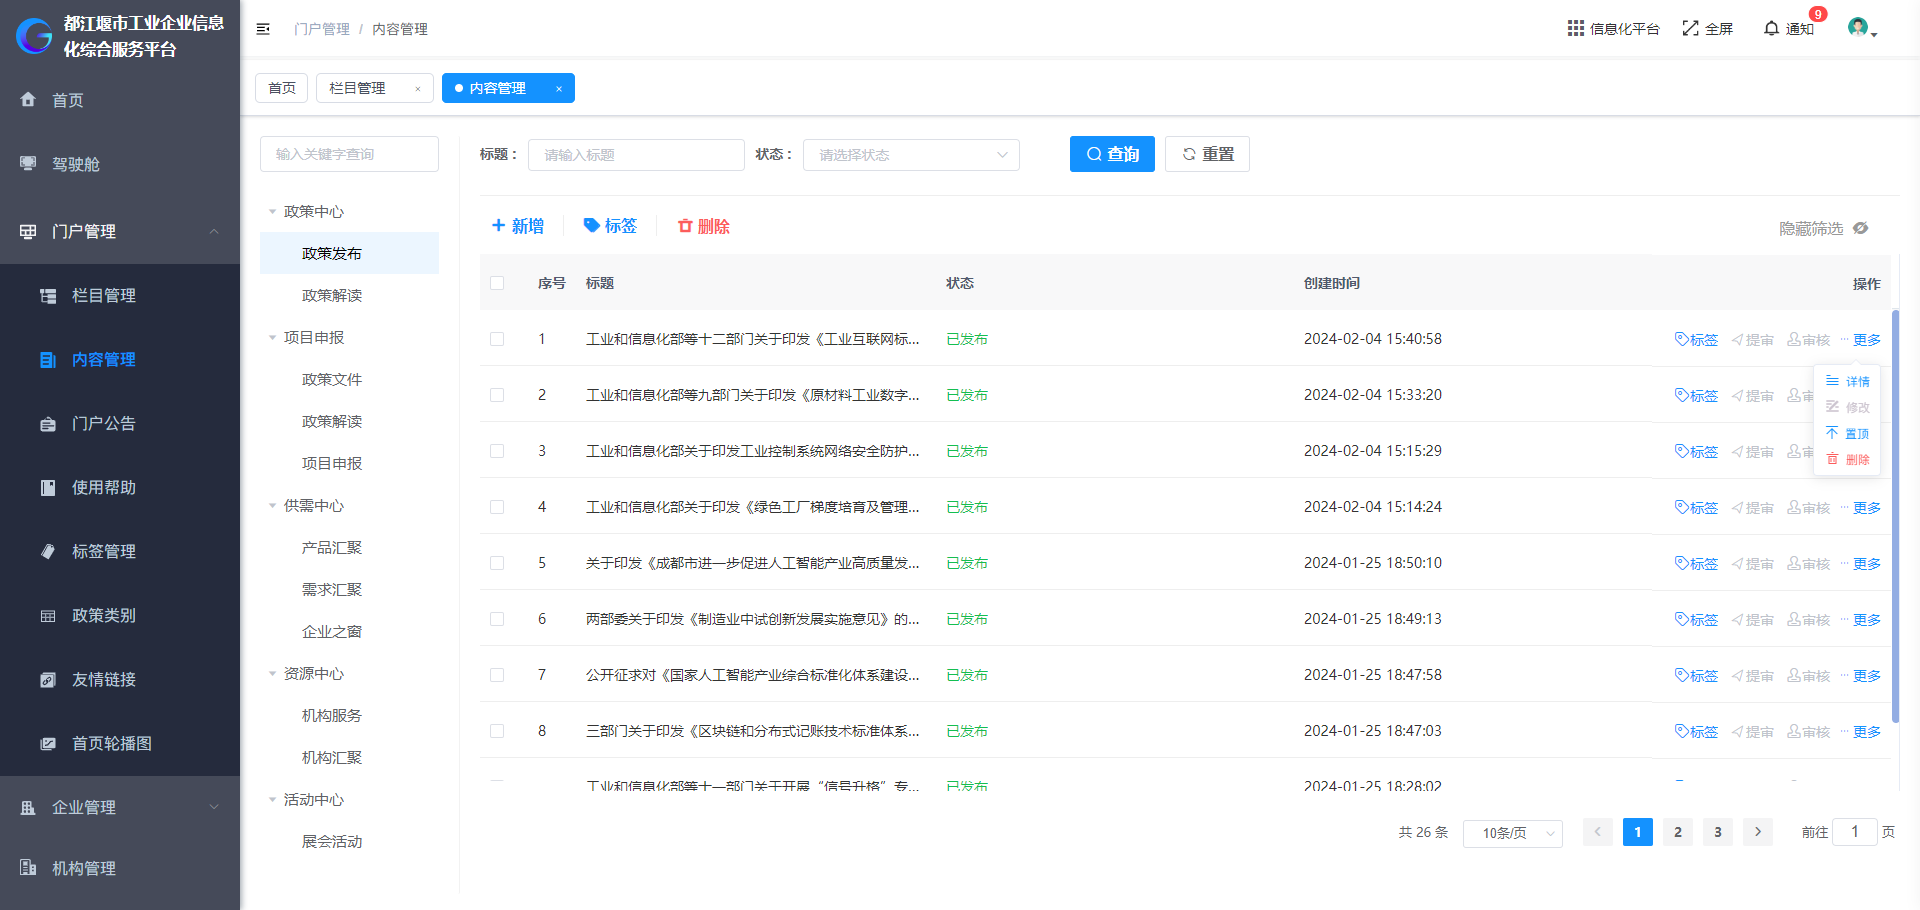 都江堰市工业企业信息
化综合服务平台
首页
驾驶舱
门户管理
栏目管理
内容管理
门户公告
使用帮助
标签管理
政策类别
友情链接
首页轮播图
企业管理
机构管理
门户管理 / 内容管理
信息化平台 全屏 通知 9
首页 栏目管理 × 内容管理 ×
输入关键字查询
政策中心
政策发布
政策解读
项目申报
政策文件
政策解读
项目申报
供需中心
产品汇聚
需求汇聚
企业之窗
资源中心
机构服务
机构汇聚
活动中心
展会活动
标题： 请输入标题 状态： 请选择状态 查询 重置
新增 标签 删除 隐藏筛选
序号 标题 状态 创建时间 操作
1 工业和信息化部等十二部门关于印发《工业互联网标... 已发布 2024-02-04 15:40:58 标签 提审 审核 ··· 更多
2 工业和信息化部等九部门关于印发《原材料工业数字... 已发布 2024-02-04 15:33:20 标签 提审 审
3 工业和信息化部关于印发工业控制系统网络安全防护... 已发布 2024-02-04 15:15:29 标签 提审 审
详情
修改
置顶
删除
4 工业和信息化部关于印发《绿色工厂梯度培育及管理... 已发布 2024-02-04 15:14:24 标签 提审 审核 ··· 更多
5 关于印发《成都市进一步促进人工智能产业高质量发... 已发布 2024-01-25 18:50:10 标签 提审 审核 ··· 更多
6 两部委关于印发《制造业中试创新发展实施意见》的... 已发布 2024-01-25 18:49:13 标签 提审 审核 ··· 更多
7 公开征求对《国家人工智能产业综合标准化体系建设... 已发布 2024-01-25 18:47:58 标签 提审 审核 ··· 更多
8 三部门关于印发《区块链和分布式记账技术标准体系... 已发布 2024-01-25 18:47:03 标签 提审 审核 ··· 更多
工业和信息化部等十一部门关于开展“信号升格”专... 已发布 2024-01-25 18:28:02
共 26 条 10条/页 1 2 3 前往 1 页